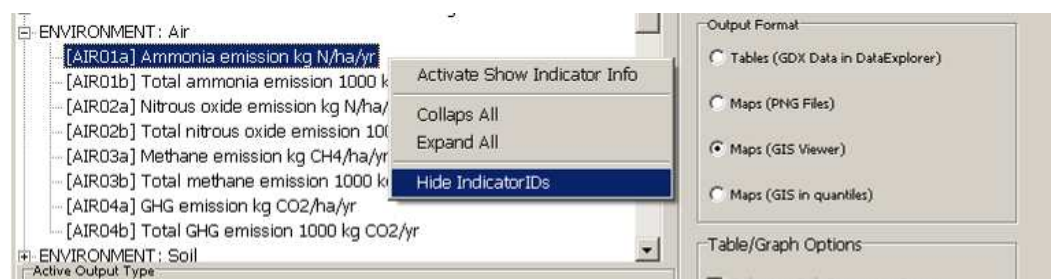 ENVIRONMENT: Air
[AIR01a] Ammonia emission kg N/ha/yr
[AIR01b] Total ammonia emission 1000 k
[AIR02a] Nitrous oxide emission kg N/ha/
[AIR02b] Total nitrous oxide emission 10
[AIR03a] Methane emission kg CH4/ha/yr
[AIR03b] Total methane emission 1000 k
[AIR04a] GHG emission kg CO2/ha/yr
[AIR04b] Total GHG emission 1000 kg CO2/yr
ENVIRONMENT: Soil
Active Output Type
Activate Show Indicator Info
Collaps All
Expand All
Hide IndicatorIDs
Output Format
Tables (GDX Data in DataExplorer)
Maps (PNG Files)
Maps (GIS Viewer)
Maps (GIS in quantiles)
Table/Graph Options